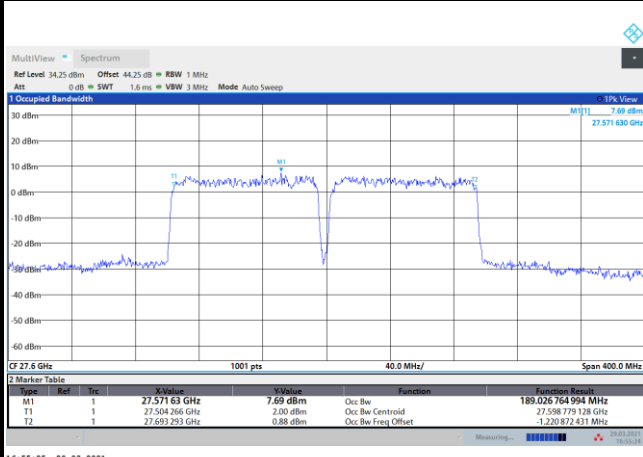 MultiView Spectrum
Ref Level 34.25 dBm Offset 44.25 dB RBW 1 MHz
Att 0 dB SWT 1.6 ms VBW 3 MHz Mode Auto Sweep
1 Occupied Bandwidth 1Pk View
M1[1] 7.69 dBm
27.571 630 GHz
30 dBm
20 dBm
M1
10 dBm
T1
T2
0 dBm
-10 dBm
-20 dBm
-30 dBm
-40 dBm
-50 dBm
-60 dBm
CF 27.6 GHz 1001 pts 40.0 MHz/ Span 400.0 MHz
2 Marker Table
Type Ref Trc X-Value Y-Value Function Function Result
M1 1 27.571 63 GHz 7.69 dBm Occ Bw 189.026 764 994 MHz
T1 1 27.504 266 GHz 2.00 dBm Occ Bw Centroid 27.598 779 128 GHz
T2 1 27.693 293 GHz 0.88 dBm Occ Bw Freq Offset -1.220 872 431 MHz
Measuring... 29.03.2021
16:55:24